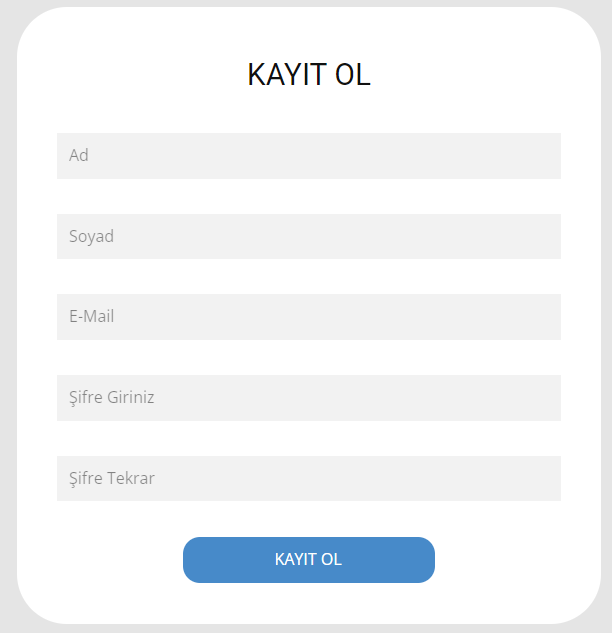 KAYIT OL
Ad
Soyad
E-Mail
Şifre Giriniz
Şifre Tekrar
KAYIT OL